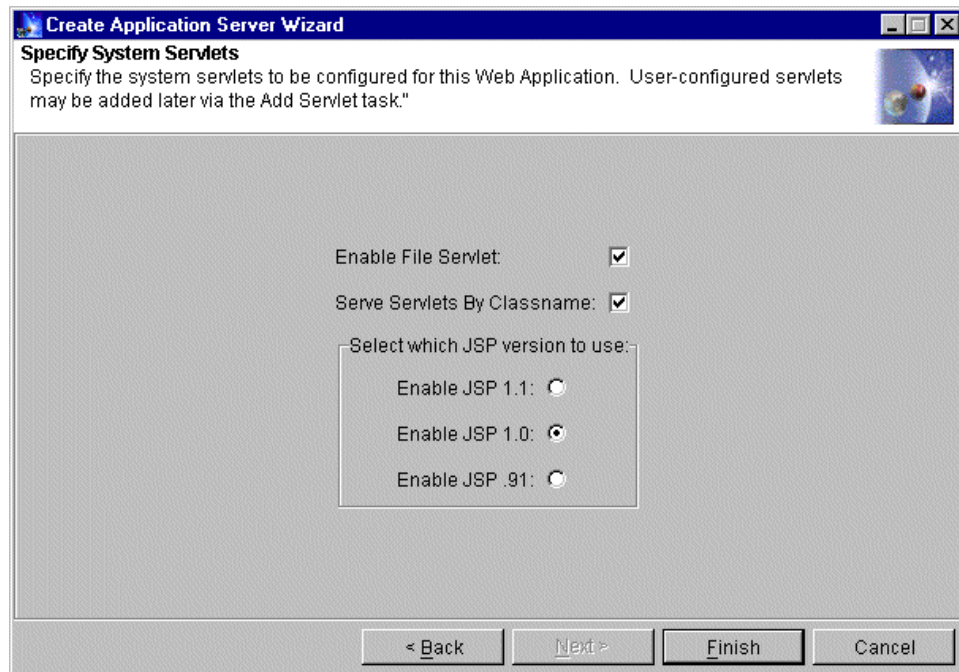 Create Application Server Wizard
Specify System Servlets
Specify the system servlets to be configured for this Web Application.  User-configured servlets
may be added later via the Add Servlet task."
Enable File Servlet:
Serve Servlets By Classname:
Select which JSP version to use:
Enable JSP 1.1:
Enable JSP 1.0:
Enable JSP .91:
< Back
Next >
Finish
Cancel